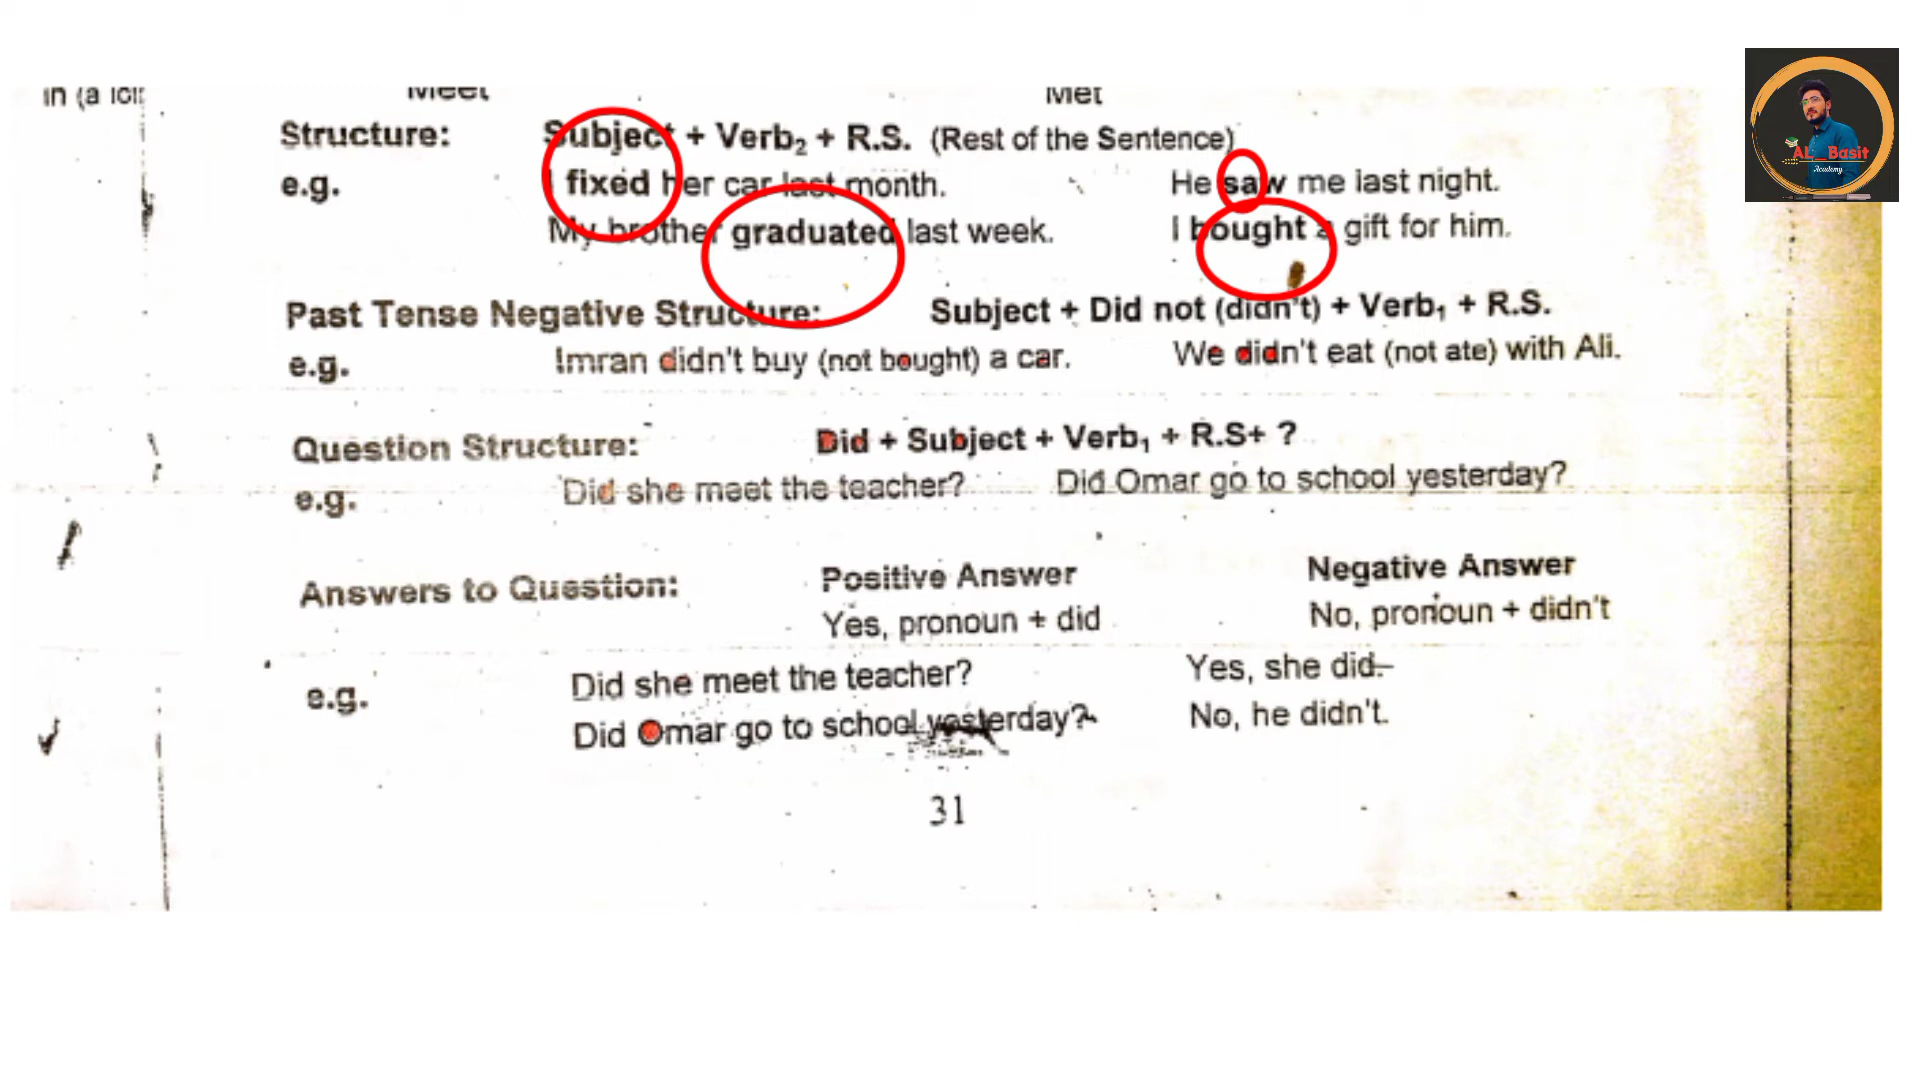 in (a
Meet Met
Structure: Subject + Verb₂ + R.S. (Rest of the Sentence)
e.g. I fixed her car last month. He saw me last night.
My brother graduated last week. I bought a gift for him.
Past Tense Negative Structure: Subject + Did not (didn't) + Verb₁ + R.S.
e.g. Imran didn't buy (not bought) a car. We didn't eat (not ate) with Ali.
Question Structure: Did + Subject + Verb₁ + R.S+ ?
e.g. Did she meet the teacher? Did Omar go to school yesterday?
Answers to Question: Positive Answer Negative Answer
Yes, pronoun + did No, pronoun + didn't
e.g. Did she meet the teacher? Yes, she did.
Did Omar go to school yesterday? No, he didn't.
31
AL_Basit
Academy